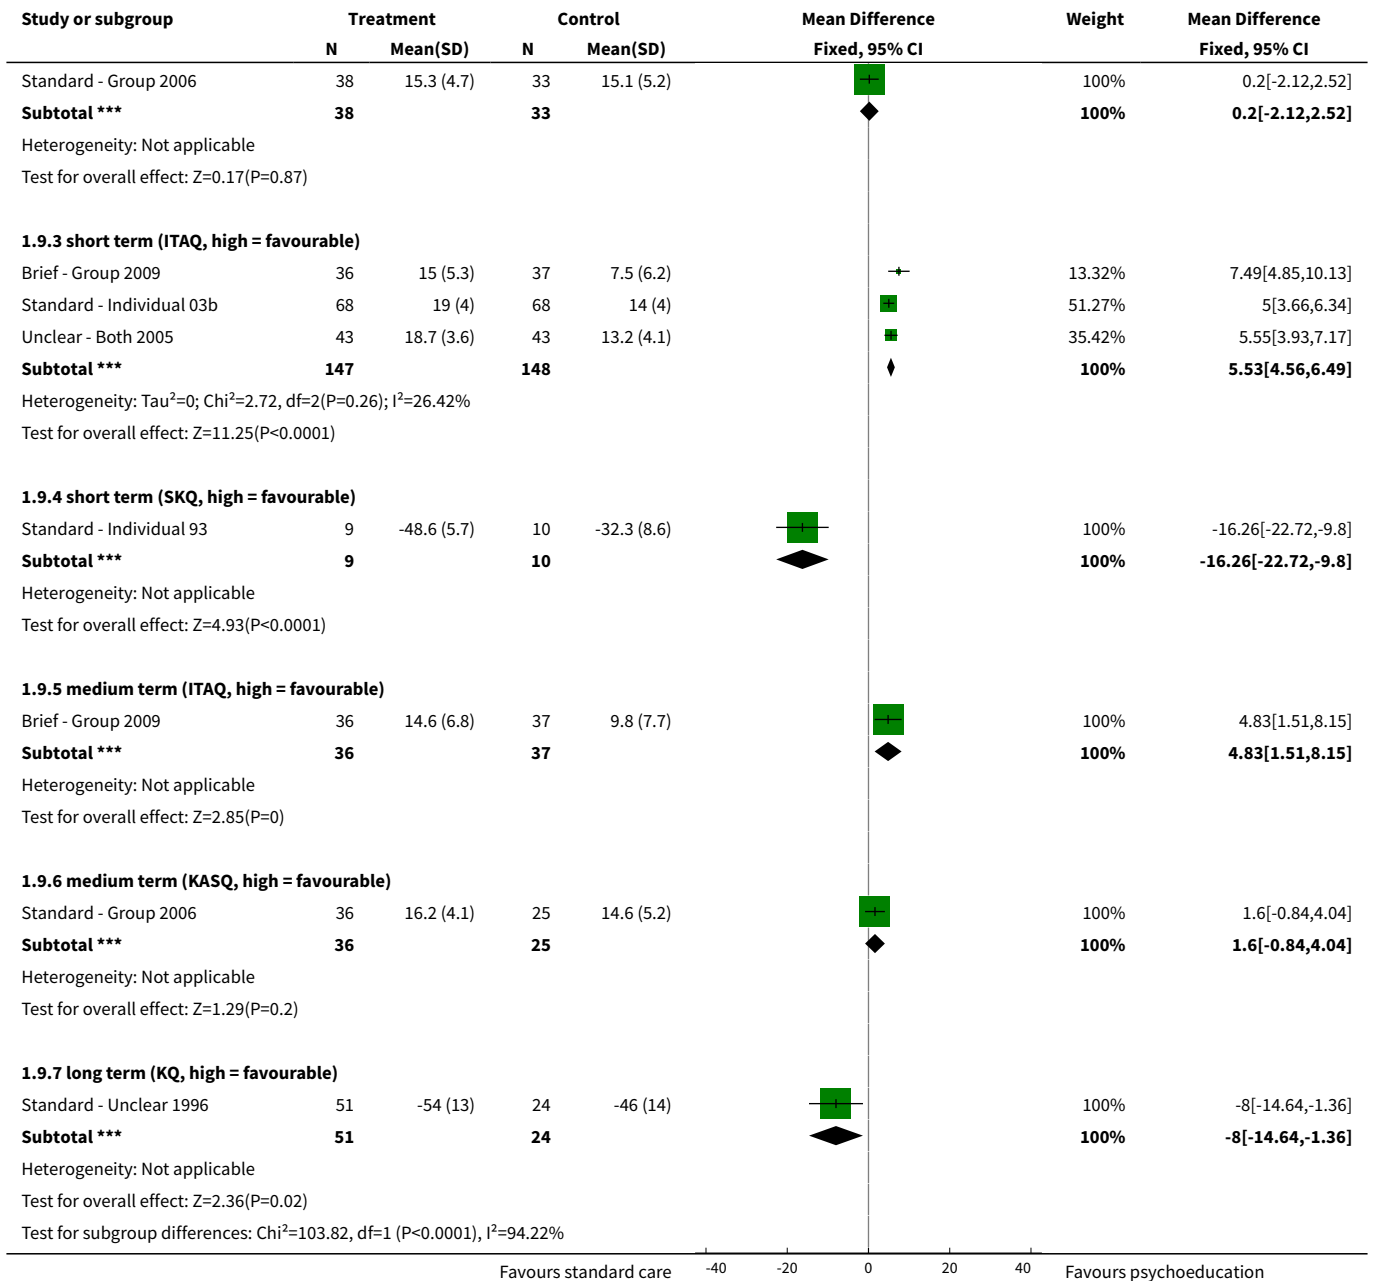 Study or subgroup Treatment Control Mean Difference Weight Mean Difference
N Mean(SD) N Mean(SD) Fixed, 95% CI Fixed, 95% CI
Standard - Group 2006 38 15.3 (4.7) 33 15.1 (5.2) 100% 0.2[-2.12,2.52]
Subtotal *** 38 33 100% 0.2[-2.12,2.52]
Heterogeneity: Not applicable
Test for overall effect: Z=0.17(P=0.87)
1.9.3 short term (ITAQ, high = favourable)
Brief - Group 2009 36 15 (5.3) 37 7.5 (6.2) 13.32% 7.49[4.85,10.13]
Standard - Individual 03b 68 19 (4) 68 14 (4) 51.27% 5[3.66,6.34]
Unclear - Both 2005 43 18.7 (3.6) 43 13.2 (4.1) 35.42% 5.55[3.93,7.17]
Subtotal *** 147 148 100% 5.53[4.56,6.49]
Heterogeneity: Tau²=0; Chi²=2.72, df=2(P=0.26); I²=26.42%
Test for overall effect: Z=11.25(P<0.0001)
1.9.4 short term (SKQ, high = favourable)
Standard - Individual 93 9 -48.6 (5.7) 10 -32.3 (8.6) 100% -16.26[-22.72,-9.8]
Subtotal *** 9 10 100% -16.26[-22.72,-9.8]
Heterogeneity: Not applicable
Test for overall effect: Z=4.93(P<0.0001)
1.9.5 medium term (ITAQ, high = favourable)
Brief - Group 2009 36 14.6 (6.8) 37 9.8 (7.7) 100% 4.83[1.51,8.15]
Subtotal *** 36 37 100% 4.83[1.51,8.15]
Heterogeneity: Not applicable
Test for overall effect: Z=2.85(P=0)
1.9.6 medium term (KASQ, high = favourable)
Standard - Group 2006 36 16.2 (4.1) 25 14.6 (5.2) 100% 1.6[-0.84,4.04]
Subtotal *** 36 25 100% 1.6[-0.84,4.04]
Heterogeneity: Not applicable
Test for overall effect: Z=1.29(P=0.2)
1.9.7 long term (KQ, high = favourable)
Standard - Unclear 1996 51 -54 (13) 24 -46 (14) 100% -8[-14.64,-1.36]
Subtotal *** 51 24 100% -8[-14.64,-1.36]
Heterogeneity: Not applicable
Test for overall effect: Z=2.36(P=0.02)
Test for subgroup differences: Chi²=103.82, df=1 (P<0.0001), I²=94.22%
Favours standard care -40 -20 0 20 40 Favours psychoeducation